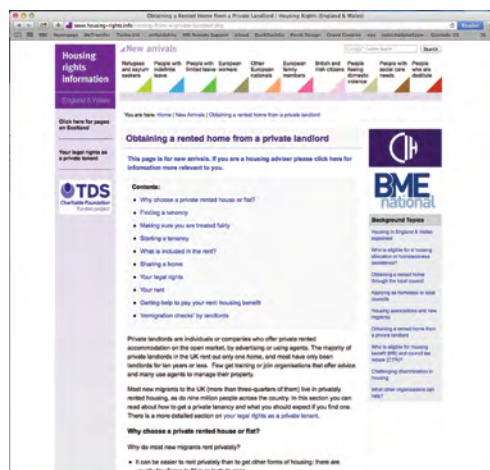 Obtaining a Rented Home from a Private Landlord | Housing Rights (England & Wales)
www.housing-rights.info
Reader
Housing rights information
England & Wales
Click here for pages on Scotland
Your legal rights as a private tenant
TDS
Charitable Foundation
Funded project
New arrivals
Search
Refugees and asylum seekers
People with indefinite leave
People with limited leave
European workers
Other European nationals
European family members
British and Irish citizens
People fleeing domestic violence
People with social care needs
People who are destitute
You are here: Home | New Arrivals | Obtaining a rented home from a private landlord
Obtaining a rented home from a private landlord
This page is for new arrivals. If you are a housing adviser please click here for
information more relevant to you.
Contents:
Why choose a private rented house or flat?
Finding a tenancy
Making sure you are treated fairly
Starting a tenancy
What is included in the rent?
Sharing a home
Your legal rights
Your rent
Getting help to pay your rent: housing benefit
'Immigration checks' by landlords
Private landlords are individuals or companies who offer private rented
accommodation on the open market, by advertising or using agents. The majority of
private landlords in the UK rent out only one home, and most have only been
landlords for ten years or less. Few get training or join organisations that offer advice
and many use agents to manage their property.
Most new migrants to the UK (more than three-quarters of them) live in privately
rented housing, as do nine million people across the country. In this section you can
read about how to get a private tenancy and what you should expect if you find one.
There is a more detailed section on your legal rights as a private tenant.
Why choose a private rented house or flat?
Why do most new migrants rent privately?
It can be easier to rent privately than to get other forms of housing: there are
CIH
BME
national
Background Topics
Housing in England & Wales
explained
Who is eligible for a housing
allocation or homelessness
assistance?
Obtaining a rented home
through the local council
Applying as homeless to local
councils
Housing associations and new
migrants
Obtaining a rented home from
a private landlord
Who is eligible for housing
benefit (HB) and council tax
Challenging discrimination in
housing
What other organisations can
help?